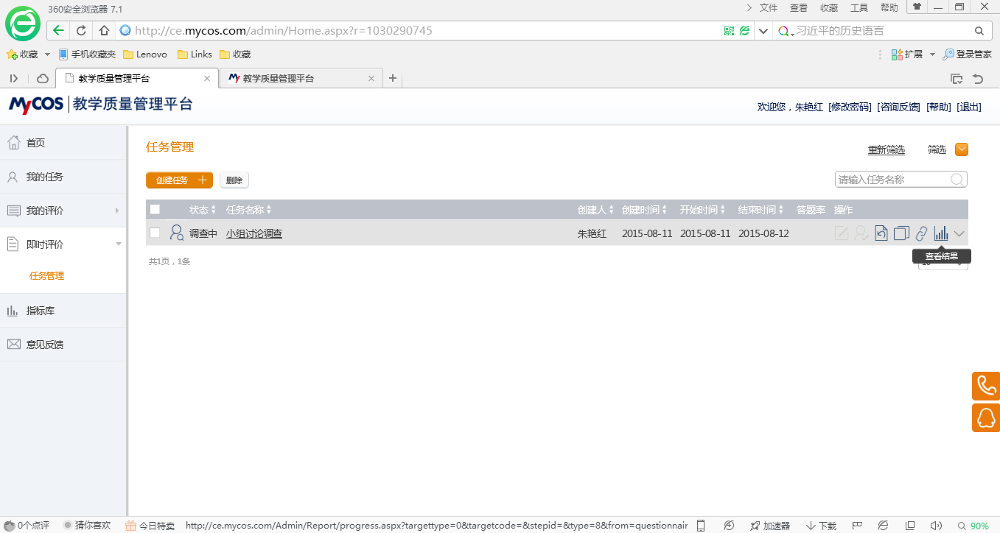 360安全浏览器 7.1
文件 查看 收藏 工具 帮助
http://ce.mycos.com/admin/Home.aspx?r=1030290745
习近平的历史语言
收藏 手机收藏夹 Lenovo Links 收藏
扩展 登录管家
教学质量管理平台
My 教学质量管理平台
MyCOS 教学质量管理平台
欢迎您，朱艳红 [修改密码] [咨询反馈] [帮助] [退出]
首页
我的任务
我的评价
即时评价
任务管理
指标库
意见反馈
任务管理
重新筛选 筛选
创建任务 删除
请输入任务名称
状态 任务名称 创建人 创建时间 开始时间 结束时间 答题率 操作
调查中 小组讨论调查 朱艳红 2015-08-11 2015-08-11 2015-08-12
查看结果
共1页，1条
0个点评 猜你喜欢 今日特卖 http://ce.mycos.com/Admin/Report/progress.aspx?targettype=0&targetcode=&stepid=&type=8&from=questionnair
加速器 下载 90%